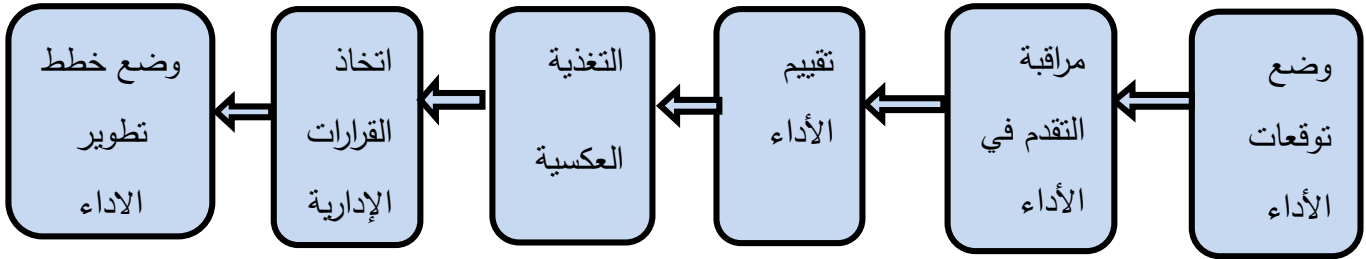 وضع
توقعات
الأداء
مراقبة
التقدم في
الأداء
تقييم
الأداء
التغذية
العكسية
اتخاذ
القرارات
الإدارية
وضع خطط
تطوير
الاداء